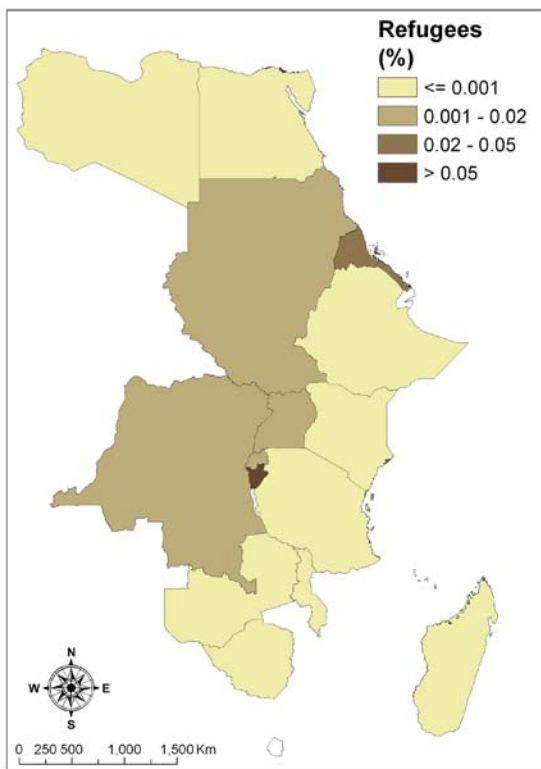 Refugees
(%)
<= 0.001
0.001 - 0.02
0.02 - 0.05
> 0.05
N
W E
S
0 250 500 1,000 1,500 Km